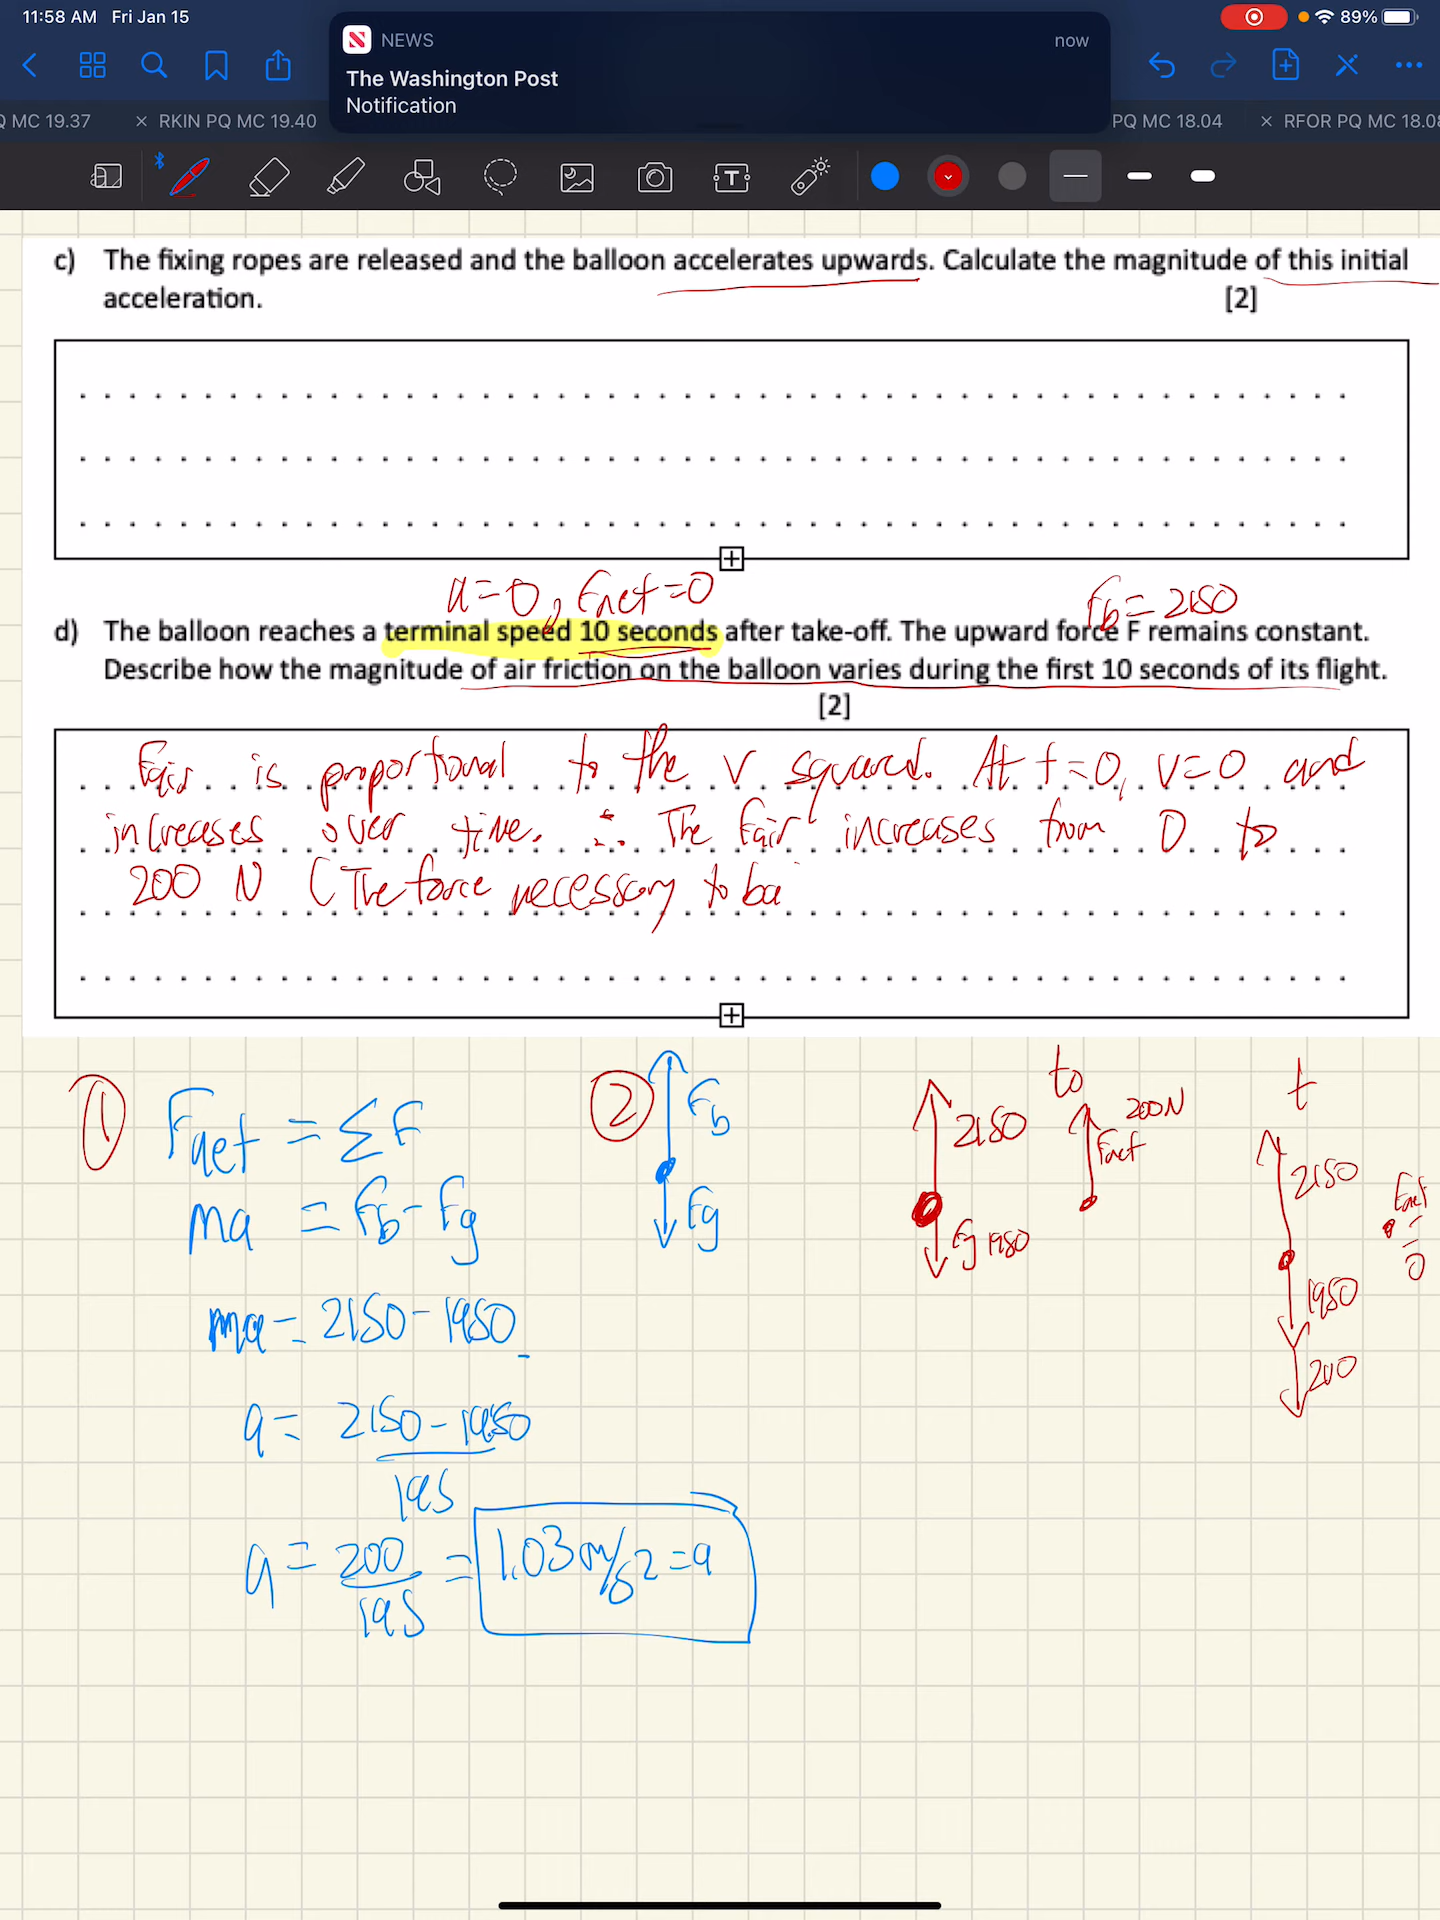 11:58 AM Fri Jan 15
89%
NEWS
now
The Washington Post
Notification
Q MC 19.37
× RKIN PQ MC 19.40
PQ MC 18.04
× RFOR PQ MC 18.08
T
c) The fixing ropes are released and the balloon accelerates upwards. Calculate the magnitude of this initial
acceleration. [2]
a=0, Fnet=0
Fb=2150
d) The balloon reaches a terminal speed 10 seconds after take-off. The upward force F remains constant.
Describe how the magnitude of air friction on the balloon varies during the first 10 seconds of its flight.
[2]
Fair is proportional to the v squared. At t=0, v=0 and
increases over time. ∴ The Fair increases from 0 to
200 N (The force necessary to ba
① Fnet = ΣF
ma = Fb-Fg
ma = 2150-1950
a = 2150-1950
195
a = 200 = 1.03 m/s2=a
195
② Fb
Fg
2150
Fg 1950
to
200N
Fnet
t
2150
1950
200
Fnet
=
0